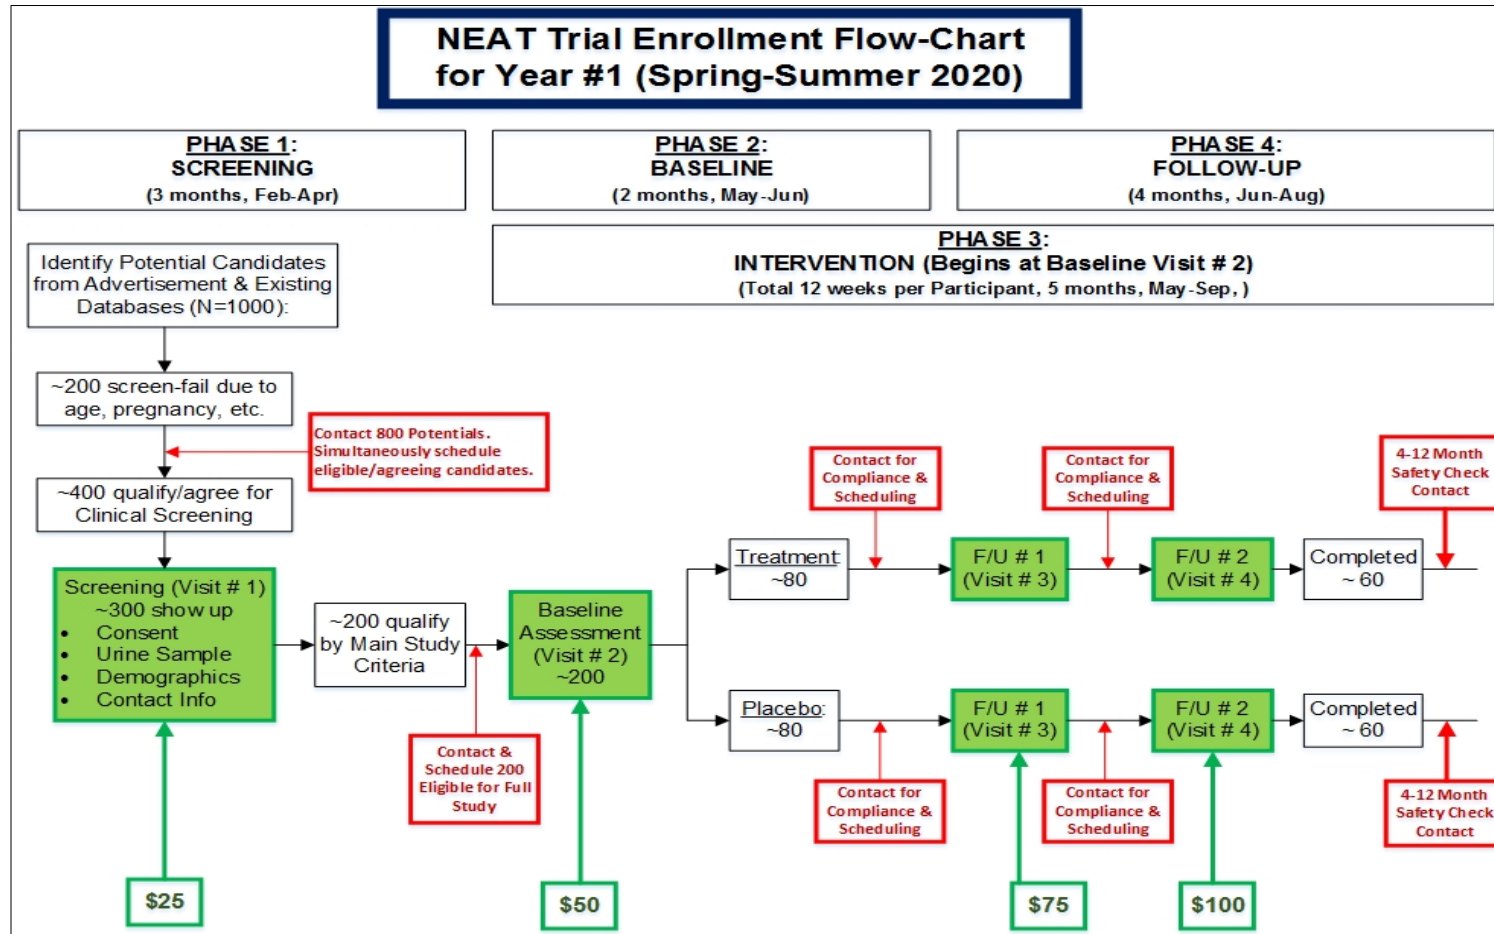 NEAT Trial Enrollment Flow-Chart
for Year #1 (Spring-Summer 2020)
PHASE 1:
SCREENING
(3 months, Feb-Apr)
PHASE 2:
BASELINE
(2 months, May-Jun)
PHASE 4:
FOLLOW-UP
(4 months, Jun-Aug)
PHASE 3:
INTERVENTION (Begins at Baseline Visit # 2)
(Total 12 weeks per Participant, 5 months, May-Sep, )
Identify Potential Candidates
from Advertisement & Existing
Databases (N=1000):
~200 screen-fail due to
age, pregnancy, etc.
Contact 800 Potentials.
Simultaneously schedule
eligible/agreeing candidates.
~400 qualify/agree for
Clinical Screening
Screening (Visit # 1)
~300 show up
• Consent
• Urine Sample
• Demographics
• Contact Info
~200 qualify
by Main Study
Criteria
Contact &
Schedule 200
Eligible for Full
Study
Baseline
Assessment
(Visit # 2)
~200
Contact for
Compliance &
Scheduling
Contact for
Compliance &
Scheduling
4-12 Month
Safety Check
Contact
Treatment:
~80
F/U # 1
(Visit # 3)
F/U # 2
(Visit # 4)
Completed
~ 60
Placebo:
~80
F/U # 1
(Visit # 3)
F/U # 2
(Visit # 4)
Completed
~ 60
Contact for
Compliance &
Scheduling
Contact for
Compliance &
Scheduling
4-12 Month
Safety Check
Contact
$25
$50
$75
$100